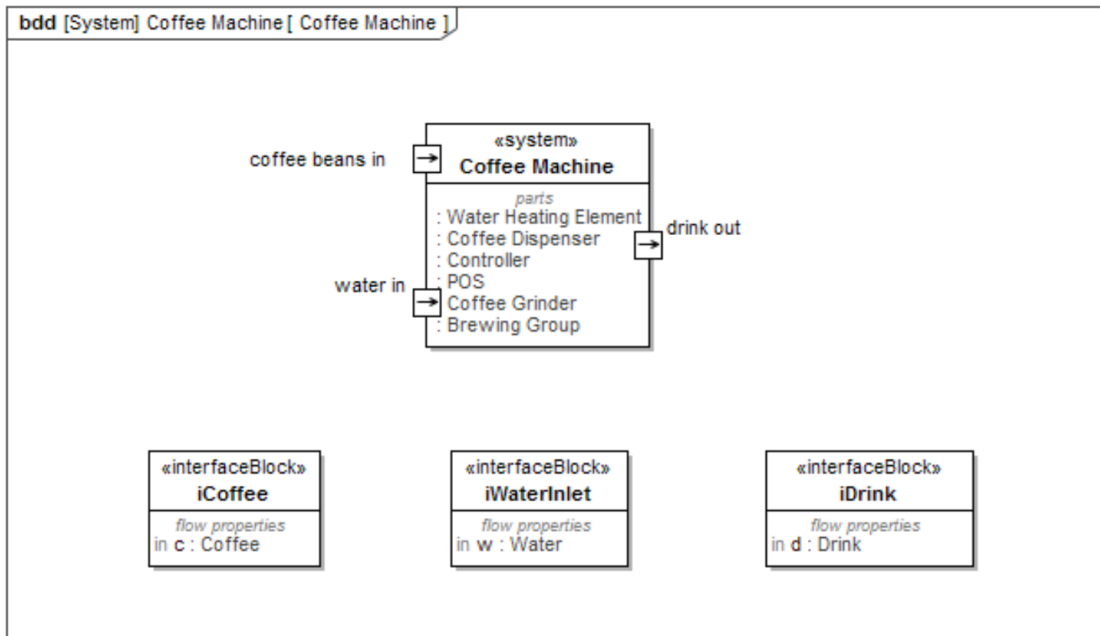 bdd [System] Coffee Machine [ Coffee Machine ]
«system»
Coffee Machine
coffee beans in
parts
: Water Heating Element
: Coffee Dispenser
: Controller
: POS
: Coffee Grinder
: Brewing Group
drink out
water in
«interfaceBlock»
iCoffee
flow properties
in c : Coffee
«interfaceBlock»
iWaterInlet
flow properties
in w : Water
«interfaceBlock»
iDrink
flow properties
in d : Drink